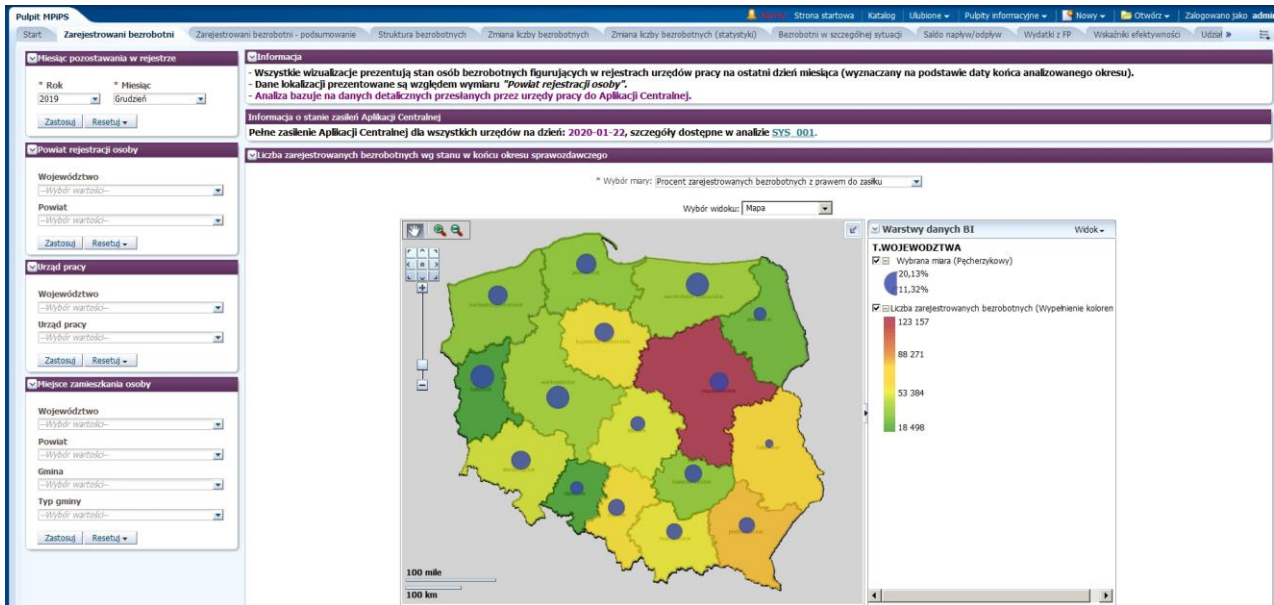 Pulpit MPiPS
Strona startowa Katalog Ulubione Pulpity informacyjne Nowy Otwórz Zalogowano jako admin
Start Zarejestrowani bezrobotni Zarejestrowani bezrobotni - podsumowanie Struktura bezrobotnych Zmiana liczby bezrobotnych Zmiana liczby bezrobotnych (statystyki) Bezrobotni w szczególnej sytuacji Saldo napływ/odpływ Wydatki z FP Wskaźniki efektywności Udział »
Miesiąc pozostawania w rejestrze
* Rok * Miesiąc
2019 Grudzień
Zastosuj Resetuj
Powiat rejestracji osoby
Województwo
--Wybór wartości--
Powiat
--Wybór wartości--
Zastosuj Resetuj
Urząd pracy
Województwo
--Wybór wartości--
Urząd pracy
--Wybór wartości--
Zastosuj Resetuj
Miejsce zamieszkania osoby
Województwo
--Wybór wartości--
Powiat
--Wybór wartości--
Gmina
--Wybór wartości--
Typ gminy
--Wybór wartości--
Zastosuj Resetuj
Informacja
- Wszystkie wizualizacje prezentują stan osób bezrobotnych figurujących w rejestrach urzędów pracy na ostatni dzień miesiąca (wyznaczany na podstawie daty końca analizowanego okresu).
- Dane lokalizacji prezentowane są względem wymiaru "Powiat rejestracji osoby".
- Analiza bazuje na danych detalicznych przesłanych przez urzędy pracy do Aplikacji Centralnej.
Informacja o stanie zasileń Aplikacji Centralnej
Pełne zasilenie Aplikacji Centralnej dla wszystkich urzędów na dzień: 2020-01-22, szczegóły dostępne w analizie SYS_001.
Liczba zarejestrowanych bezrobotnych wg stanu w końcu okresu sprawozdawczego
* Wybór miary: Procent zarejestrowanych bezrobotnych z prawem do zasiłku
Wybór widoku: Mapa
100 mile
100 km
Warstwy danych BI Widok
T.WOJEWODZTWA
Wybrana miara (Pęcherzykowy)
20,13%
11,32%
Liczba zarejestrowanych bezrobotnych (Wypełnienie kolorem
123 157
88 271
53 384
18 498